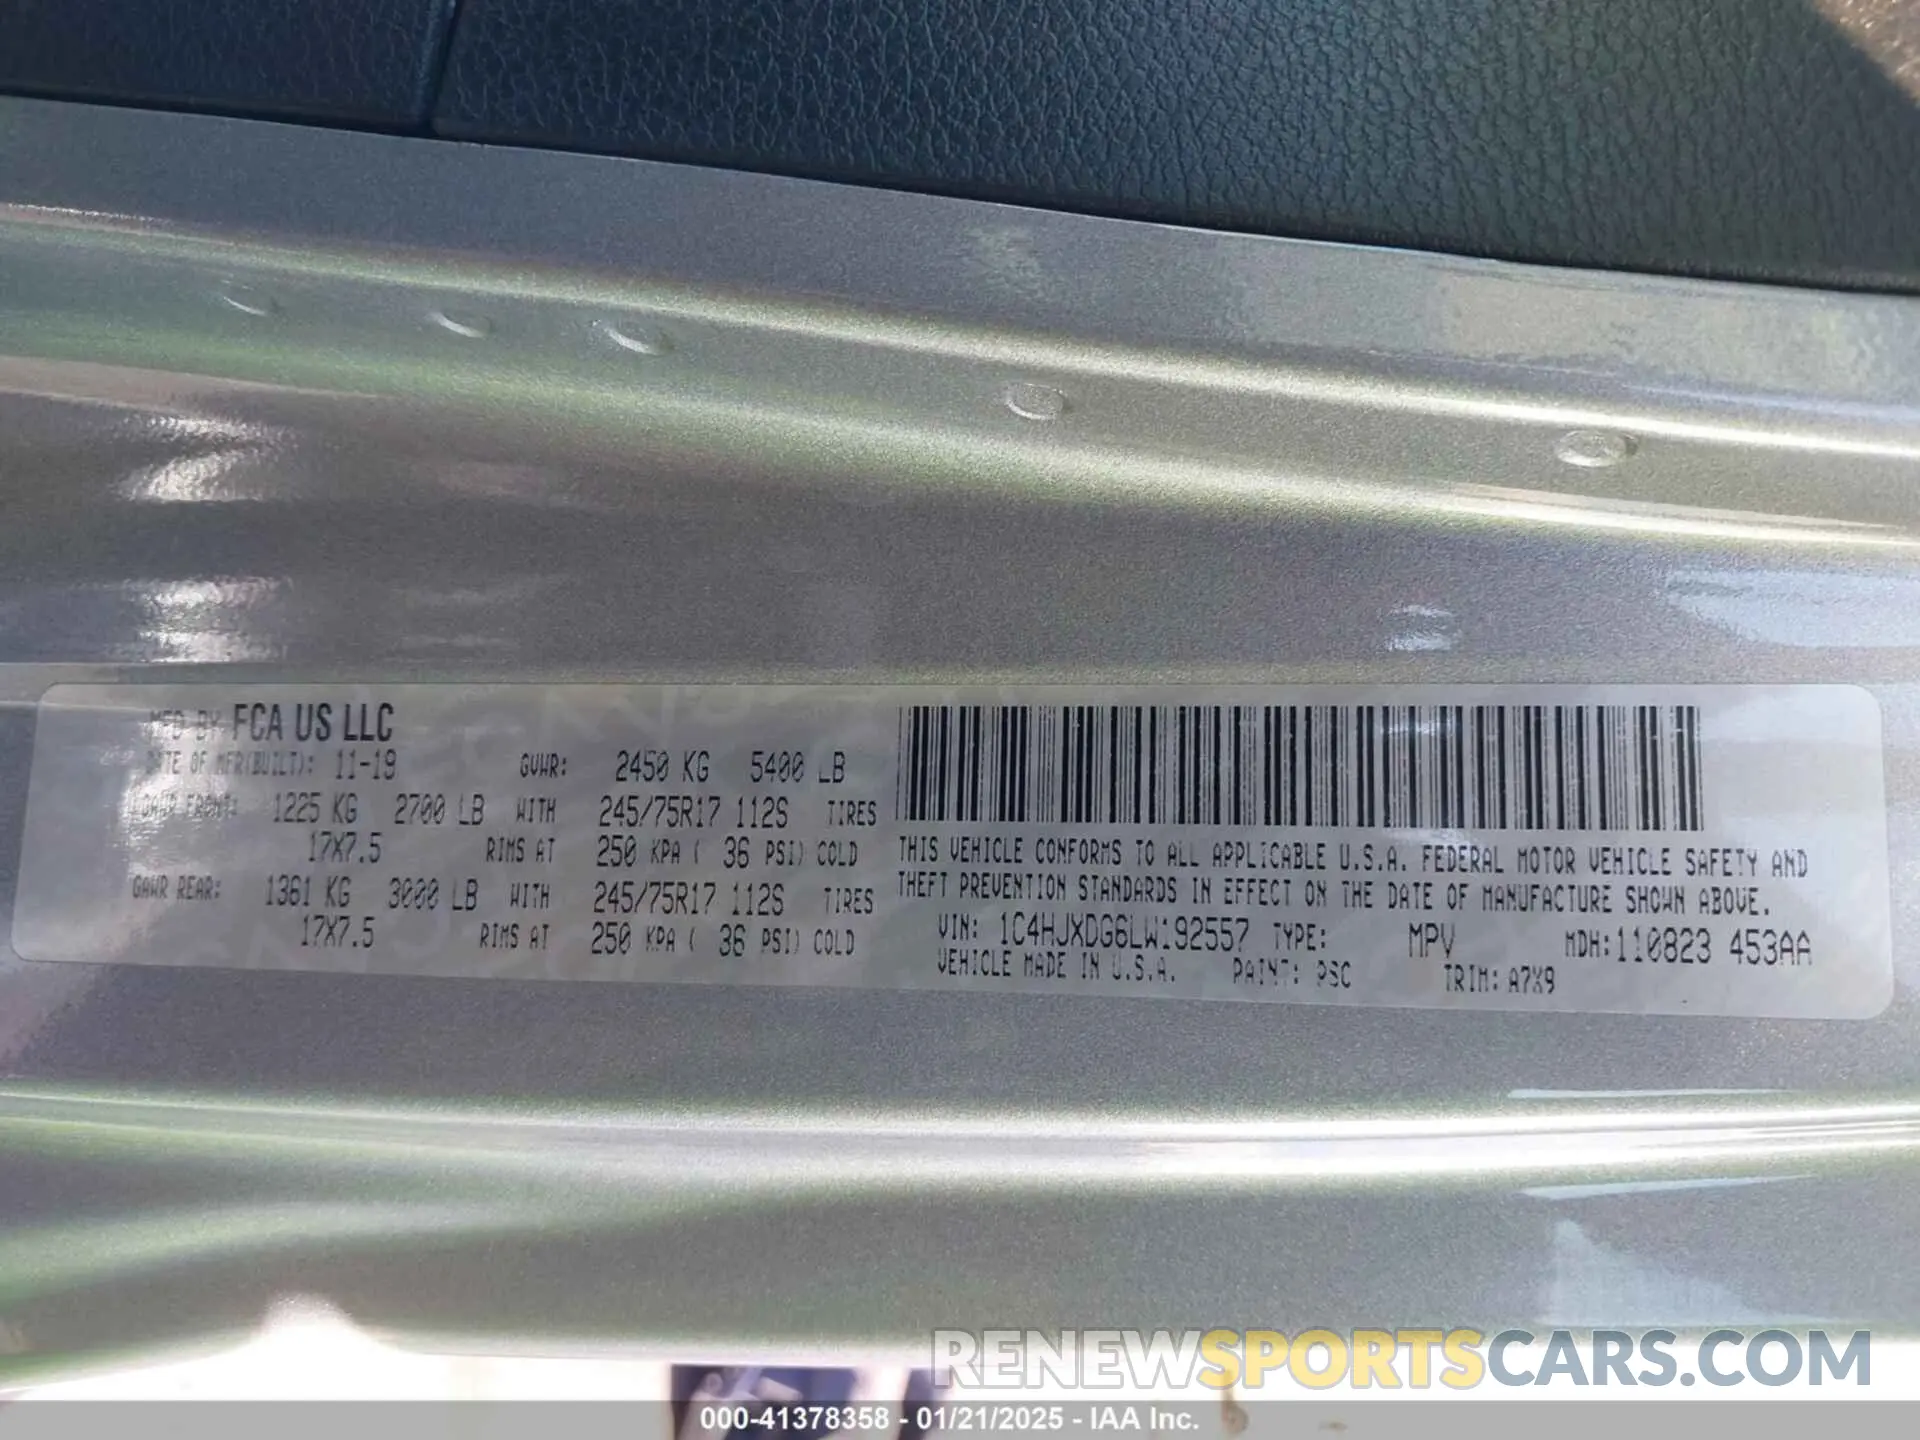 MFD BY FCA US LLC
DATE OF MFR(BUILT): 11-19 GVWR: 2450 KG 5400 LB
GAWR FRONT: 1225 KG 2700 LB WITH 245/75R17 112S TIRES
17X7.5 RIMS AT 250 KPA ( 36 PSI) COLD
GAWR REAR: 1361 KG 3000 LB WITH 245/75R17 112S TIRES
17X7.5 RIMS AT 250 KPA ( 36 PSI) COLD
THIS VEHICLE CONFORMS TO ALL APPLICABLE U.S.A. FEDERAL MOTOR VEHICLE SAFETY AND
THEFT PREVENTION STANDARDS IN EFFECT ON THE DATE OF MANUFACTURE SHOWN ABOVE.
VIN: 1C4HJXDG6LW192557 TYPE: MPV MDH:110823 453AA
VEHICLE MADE IN U.S.A. PAINT: PSC TRIM: A7X9
RENEWSPORTSCARS.COM
000-41378358 - 01/21/2025 - IAA Inc.